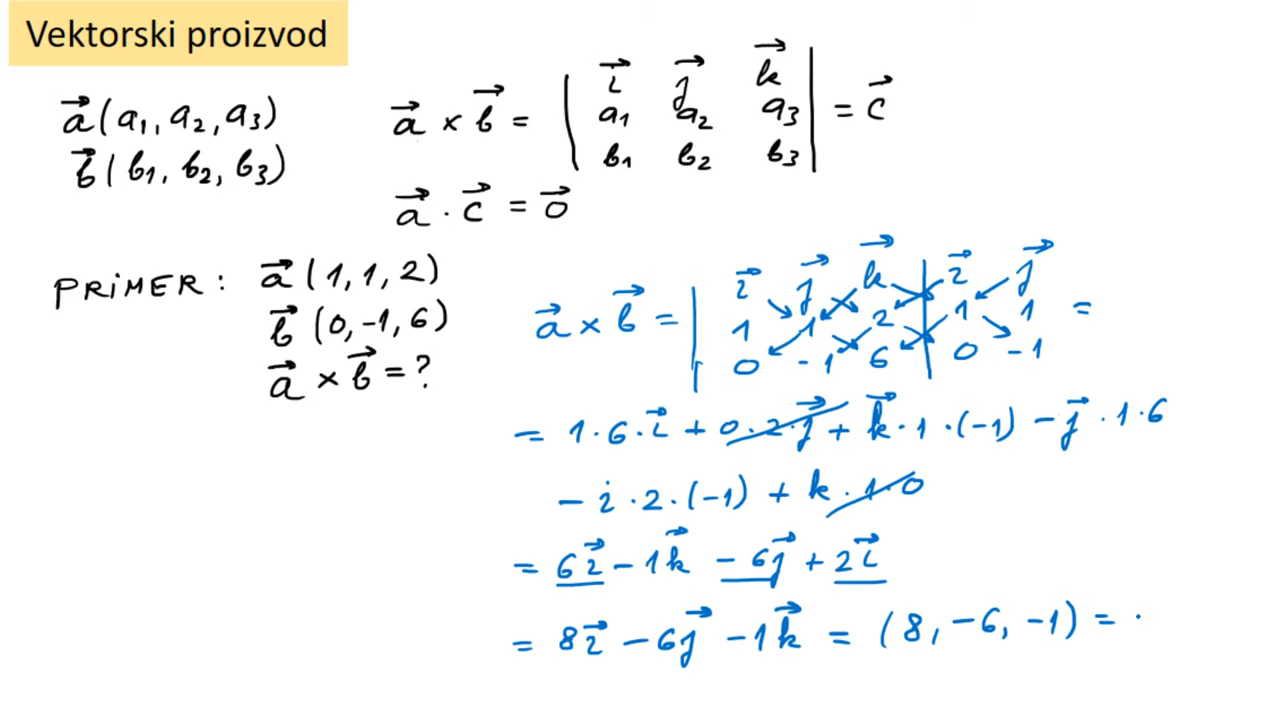 Vektorski proizvod
a⃗(a₁, a₂, a₃)
b⃗(b₁, b₂, b₃)
a⃗ × b⃗ = | i⃗ j⃗ k⃗
a₁ a₂ a₃
b₁ b₂ b₃ | = c⃗
a⃗ · c⃗ = 0⃗
PRIMER: a⃗ (1, 1, 2)
b⃗ (0, -1, 6)
a⃗ × b⃗ = ?
a⃗ × b⃗ = | i⃗ j⃗ k⃗ | i⃗ j⃗
1 1 2 | 1 1 =
0 -1 6 | 0 -1
= 1·6·i⃗ + 0·2·j⃗ + k⃗·1·(-1) - j⃗·1·6
- i·2·(-1) + k·1·0
= 6i⃗ - 1k⃗ - 6j⃗ + 2i⃗
= 8i⃗ - 6j⃗ - 1k⃗ = (8, -6, -1) = ·